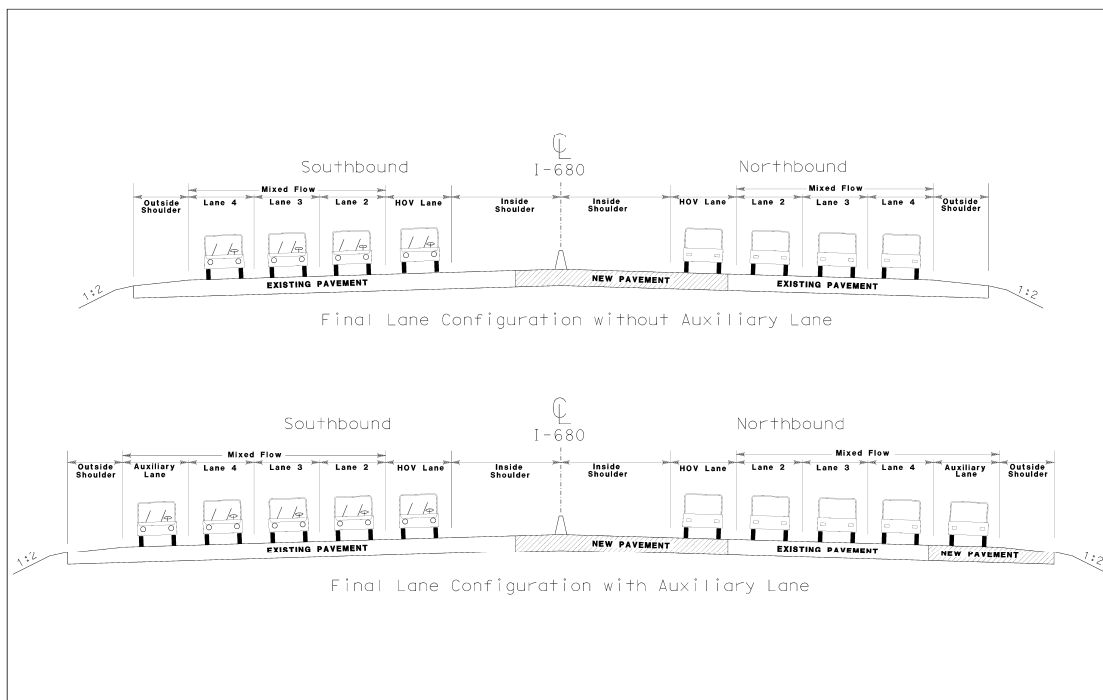 ℄
I-680
Southbound
Northbound
Mixed Flow
Mixed Flow
Outside Shoulder
Lane 4
Lane 3
Lane 2
HOV Lane
Inside Shoulder
Inside Shoulder
HOV Lane
Lane 2
Lane 3
Lane 4
Outside Shoulder
1:2
EXISTING PAVEMENT
NEW PAVEMENT
EXISTING PAVEMENT
1:2
Final Lane Configuration without Auxiliary Lane
℄
I-680
Southbound
Northbound
Mixed Flow
Mixed Flow
Outside Shoulder
Auxiliary Lane
Lane 4
Lane 3
Lane 2
HOV Lane
Inside Shoulder
Inside Shoulder
HOV Lane
Lane 2
Lane 3
Lane 4
Auxiliary Lane
Outside Shoulder
1:2
EXISTING PAVEMENT
NEW PAVEMENT
EXISTING PAVEMENT
NEW PAVEMENT
1:2
Final Lane Configuration with Auxiliary Lane